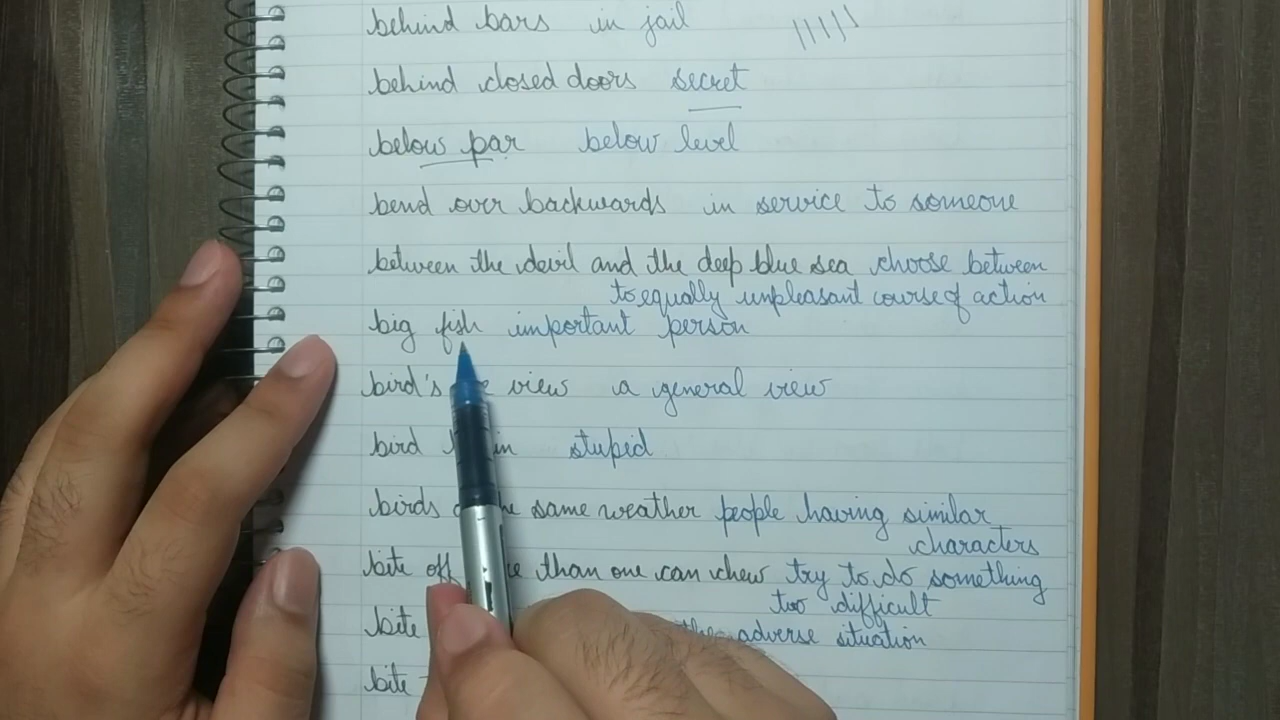 behind bars in jail
behind closed doors secret
below par below level
bend over backwards in service to someone
between the devil and the deep blue sea choose between
to equally unpleasant course of action
big fish important person
bird's view a general view
bird stupid
birds same weather people having similar
characters
bite off than one can chew try to do something
too difficult
bite the adverse situation
bite